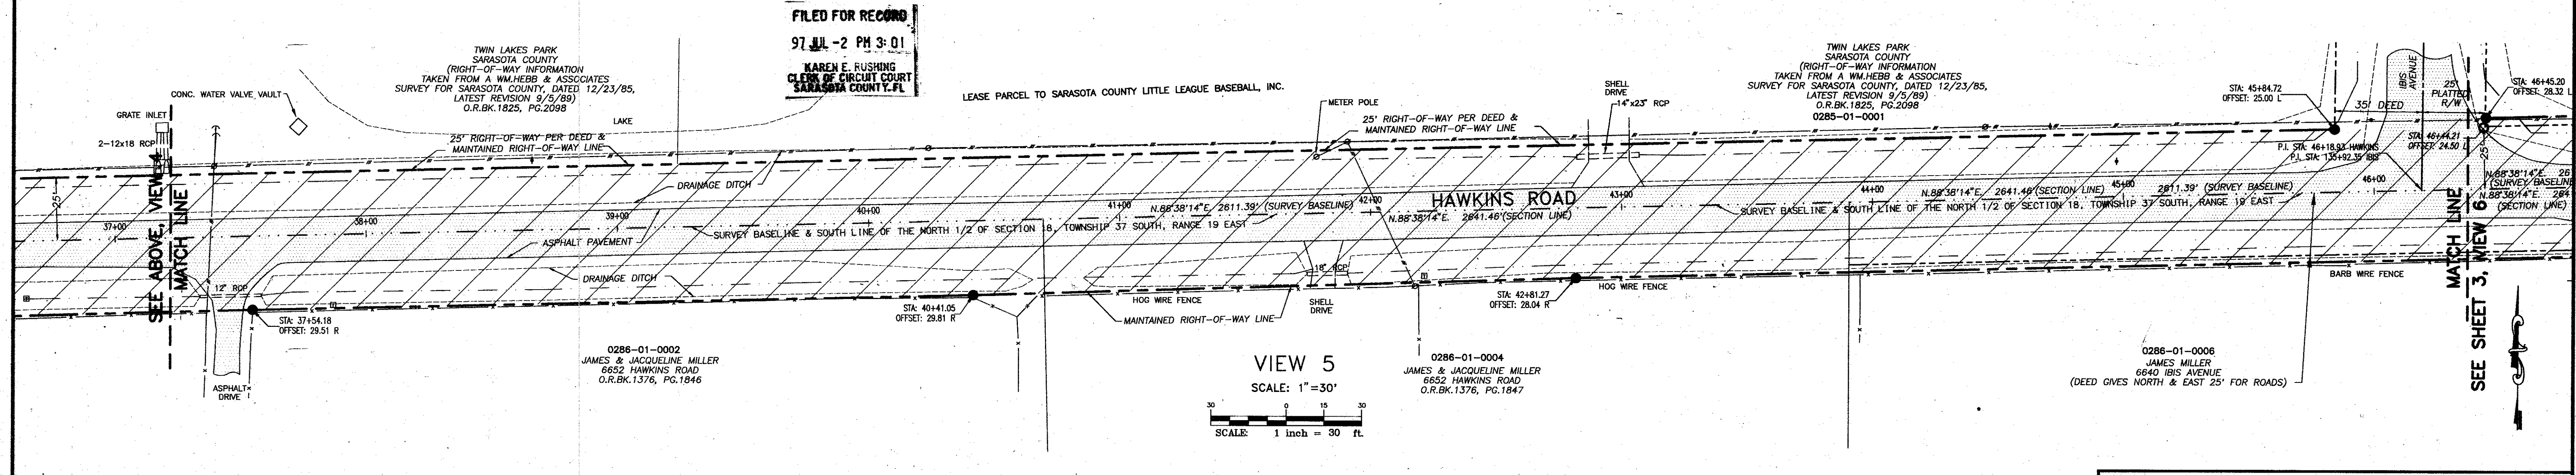 FILED FOR RECORD
97 JUL -2 PM 3:01
KAREN E. RUSHING
CLERK OF CIRCUIT COURT
SARASOTA COUNTY.FL
TWIN LAKES PARK
SARASOTA COUNTY
(RIGHT-OF-WAY INFORMATION
TAKEN FROM A WM.HEBB & ASSOCIATES
SURVEY FOR SARASOTA COUNTY, DATED 12/23/85,
LATEST REVISION 9/5/89)
O.R.BK.1825, PG.2098
CONC. WATER VALVE VAULT
GRATE INLET
2-12x18 RCP
LAKE
25' RIGHT-OF-WAY PER DEED &
MAINTAINED RIGHT-OF-WAY LINE
LEASE PARCEL TO SARASOTA COUNTY LITTLE LEAGUE BASEBALL, INC.
METER POLE
25' RIGHT-OF-WAY PER DEED &
MAINTAINED RIGHT-OF-WAY LINE
SHELL
DRIVE
14"x23" RCP
TWIN LAKES PARK
SARASOTA COUNTY
(RIGHT-OF-WAY INFORMATION
TAKEN FROM A WM.HEBB & ASSOCIATES
SURVEY FOR SARASOTA COUNTY, DATED 12/23/85,
LATEST REVISION 9/5/89)
O.R.BK.1825, PG.2098
0285-01-0001
STA: 45+84.72
OFFSET: 25.00 L
IBIS
AVENUE
35' DEED
25'
PLATTED
R/W
STA: 46+45.20
OFFSET: 28.32 L
STA: 46+44.21
OFFSET: 24.50 L
P.I. STA: 46+18.93 HAWKINS
P.I. STA: 135+92.35 IBIS
25'
SEE ABOVE, VIEW 4
MATCH LINE
25'
DRAINAGE DITCH
37+00
38+00
39+00
40+00
41+00
42+00
43+00
44+00
45+00
46+00
HAWKINS ROAD
N.88°38'14"E. 2611.39' (SURVEY BASELINE)
N.88°38'14"E. 2641.46'(SECTION LINE)
N.88°38'14"E. 2641.46'(SECTION LINE)
2611.39' (SURVEY BASELINE)
N.88°38'14"E. 26
(SURVEY BASELINE
N.88°38'14"E. 264
(SECTION LINE)
SURVEY BASELINE & SOUTH LINE OF THE NORTH 1/2 OF SECTION 18, TOWNSHIP 37 SOUTH, RANGE 19 EAST
SURVEY BASELINE & SOUTH LINE OF THE NORTH 1/2 OF SECTION 18, TOWNSHIP 37 SOUTH, RANGE 19 EAST
ASPHALT PAVEMENT
DRAINAGE DITCH
12" RCP
18" RCP
STA: 37+54.18
OFFSET: 29.51 R
STA: 40+41.05
OFFSET: 29.81 R
HOG WIRE FENCE
MAINTAINED RIGHT-OF-WAY LINE
SHELL
DRIVE
STA: 42+81.27
OFFSET: 28.04 R
HOG WIRE FENCE
BARB WIRE FENCE
MATCH LINE
SEE SHEET 3, VIEW 6
ASPHALT
DRIVE
0286-01-0002
JAMES & JACQUELINE MILLER
6652 HAWKINS ROAD
O.R.BK.1376, PG.1846
VIEW 5
SCALE: 1"=30'
30 0 15 30
SCALE: 1 inch = 30 ft.
0286-01-0004
JAMES & JACQUELINE MILLER
6652 HAWKINS ROAD
O.R.BK.1376, PG.1847
0286-01-0006
JAMES MILLER
6640 IBIS AVENUE
(DEED GIVES NORTH & EAST 25' FOR ROADS)